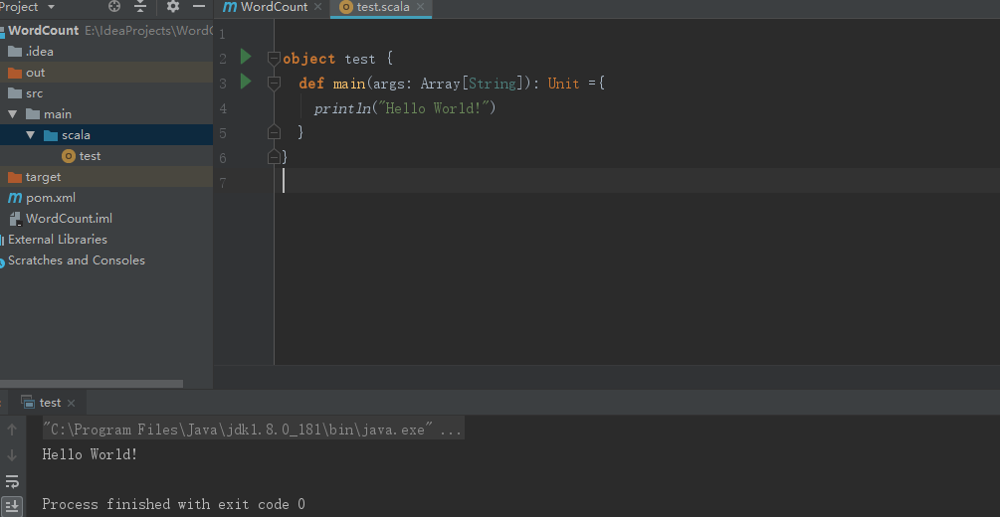 Project
WordCount
test.scala
WordCount E:\IdeaProjects\WordC
.idea
out
src
main
scala
test
target
pom.xml
WordCount.iml
External Libraries
Scratches and Consoles
1
2 object test {
3 def main(args: Array[String]): Unit ={
4 println("Hello World!")
5 }
6 }
7
test
"C:\Program Files\Java\jdk1.8.0_181\bin\java.exe" ...
Hello World!
Process finished with exit code 0